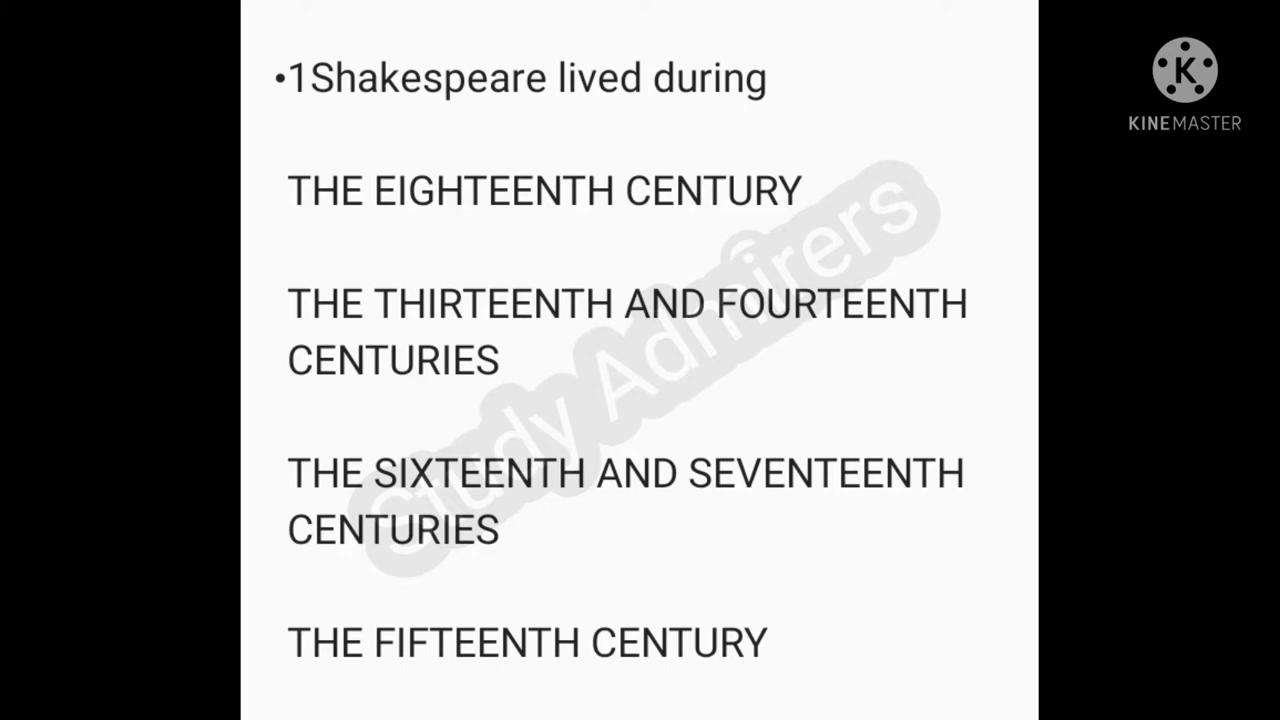 •1Shakespeare lived during
THE EIGHTEENTH CENTURY
THE THIRTEENTH AND FOURTEENTH
CENTURIES
THE SIXTEENTH AND SEVENTEENTH
CENTURIES
THE FIFTEENTH CENTURY
Study Admirers
K
KINEMASTER